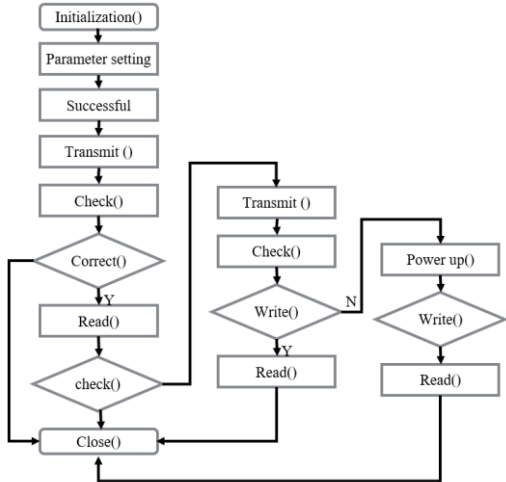 Initialization()
Parameter setting
Successful
Transmit ()
Check()
Correct()
Y
Read()
check()
Close()
Transmit ()
Check()
Write()
N
Y
Read()
Power up()
Write()
Read()